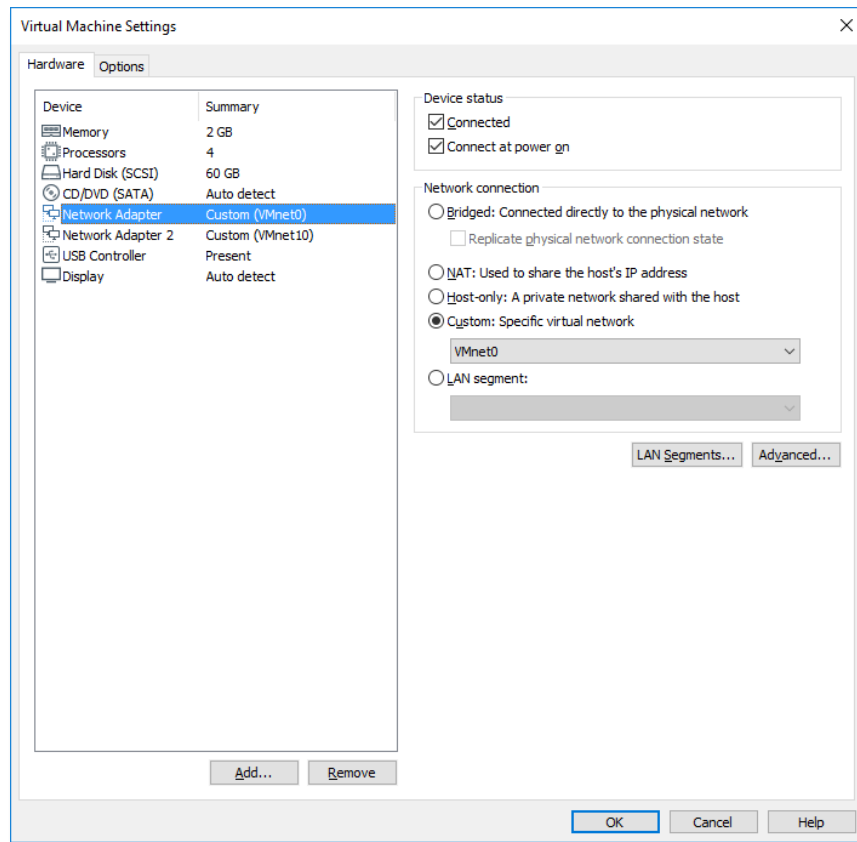 Virtual Machine Settings
Hardware Options
Device Summary
Memory 2 GB
Processors 4
Hard Disk (SCSI) 60 GB
CD/DVD (SATA) Auto detect
Network Adapter Custom (VMnet0)
Network Adapter 2 Custom (VMnet10)
USB Controller Present
Display Auto detect
Add... Remove
Device status
Connected
Connect at power on
Network connection
Bridged: Connected directly to the physical network
Replicate physical network connection state
NAT: Used to share the host's IP address
Host-only: A private network shared with the host
Custom: Specific virtual network
VMnet0
LAN segment:
LAN Segments... Advanced...
OK Cancel Help